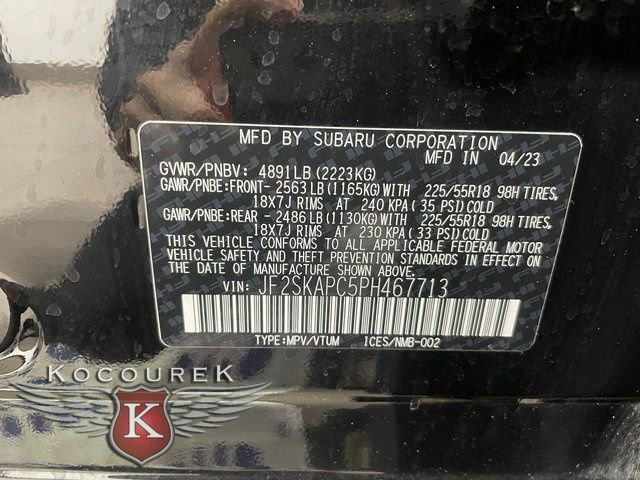 MFD BY SUBARU CORPORATION
MFD IN 04/23
GVWR/PNBV: 4891LB (2223KG)
GAWR/PNBE:FRONT- 2563 LB (1165KG) WITH 225/55R18 98H TIRES,
18X7J RIMS AT 240 KPA (35 PSI) COLD
GAWR/PNBE:REAR - 2486 LB (1130KG) WITH 225/55R18 98H TIRES,
18X7J RIMS AT 230 KPA (33 PSI) COLD
THIS VEHICLE CONFORMS TO ALL APPLICABLE FEDERAL MOTOR
VEHICLE SAFETY AND THEFT PREVENTION STANDARDS IN EFFECT ON
THE DATE OF MANUFACTURE SHOWN ABOVE.
VIN: JF2SKAPC5PH467713
TYPE:MPV/VTUM ICES/NMB-002
KOCOUREK
K